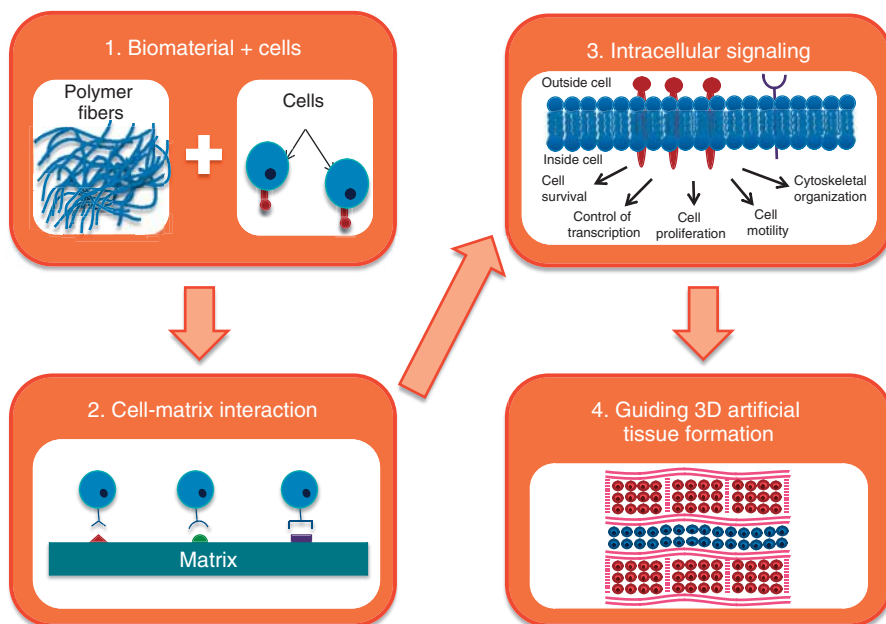 1. Biomaterial + cells
Polymer
fibers
Cells
2. Cell-matrix interaction
Matrix
3. Intracellular signaling
Outside cell
Inside cell
Cell
survival
Control of
transcription
Cell
proliferation
Cell
motility
Cytoskeletal
organization
4. Guiding 3D artificial
tissue formation